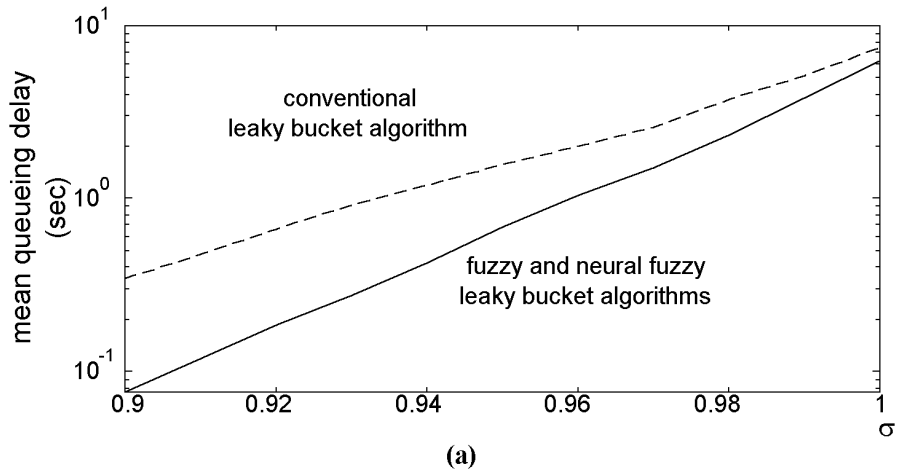 10^1
conventional
leaky bucket algorithm
mean queueing delay
(sec)
10^0
fuzzy and neural fuzzy
leaky bucket algorithms
10^-1
0.9 0.92 0.94 0.96 0.98 1
σ
(a)